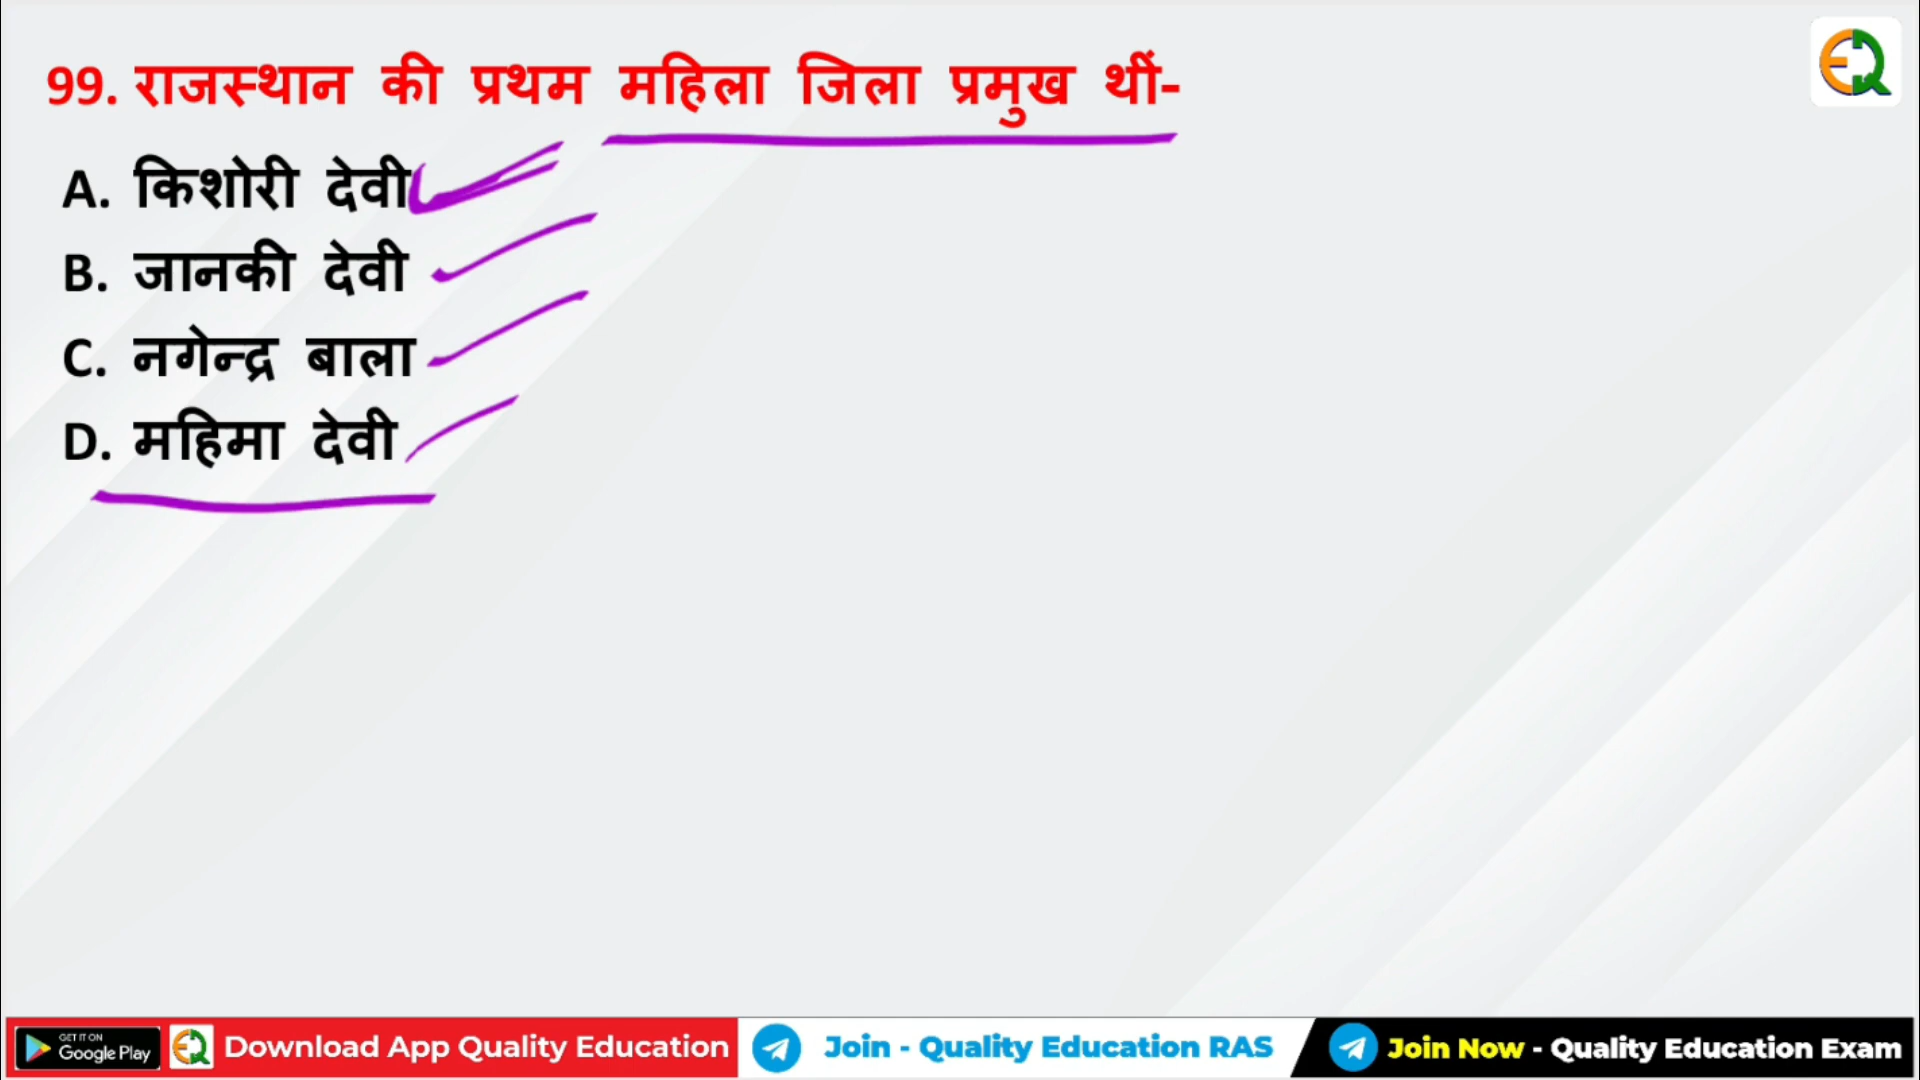 99. राजस्थान की प्रथम महिला जिला प्रमुख थीं-
A. किशोरी देवी
B. जानकी देवी
C. नगेन्द्र बाला
D. महिमा देवी
GET IT ON
Google Play
Download App Quality Education
Join - Quality Education RAS
Join Now - Quality Education Exam